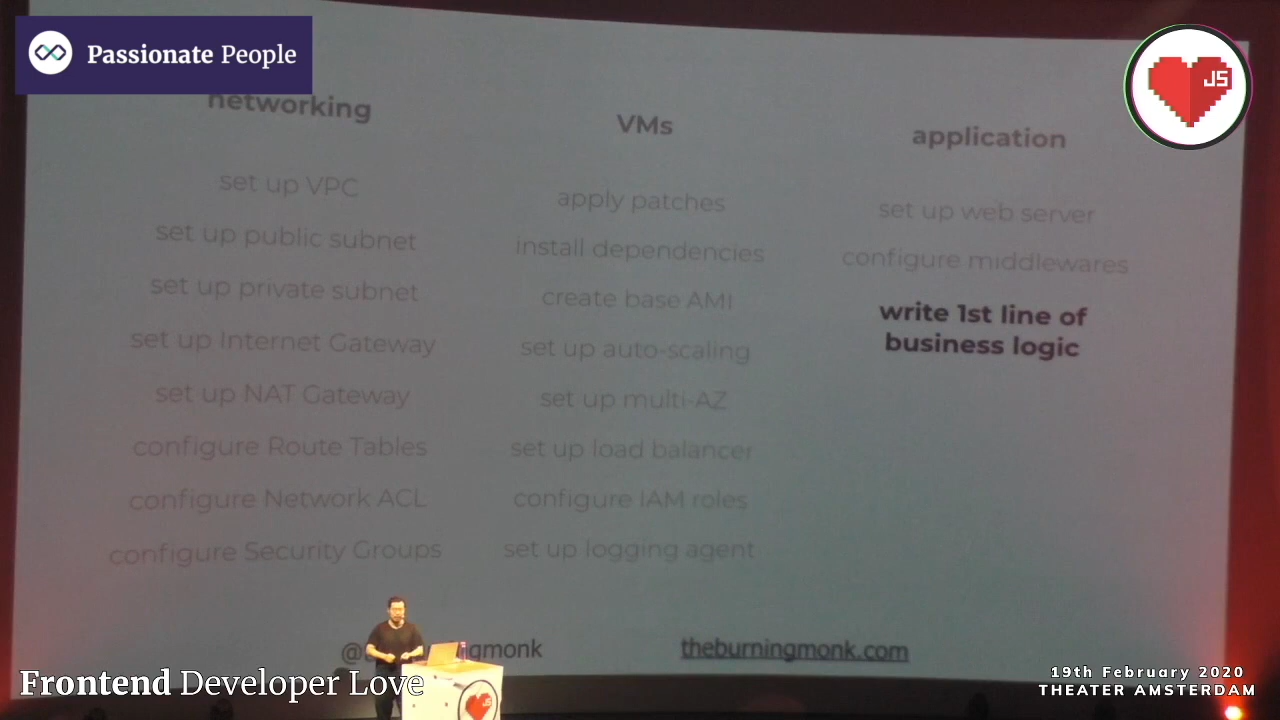 Passionate People
JS
networking
set up VPC
set up public subnet
set up private subnet
set up Internet Gateway
set up NAT Gateway
configure Route Tables
configure Network ACL
configure Security Groups
VMs
apply patches
install dependencies
create base AMI
set up auto-scaling
set up multi-AZ
set up load balancer
configure IAM roles
set up logging agent
application
set up web server
configure middlewares
write 1st line of
business logic
theburningmonk.com
JS
Frontend Developer Love
19th February 2020
THEATER AMSTERDAM